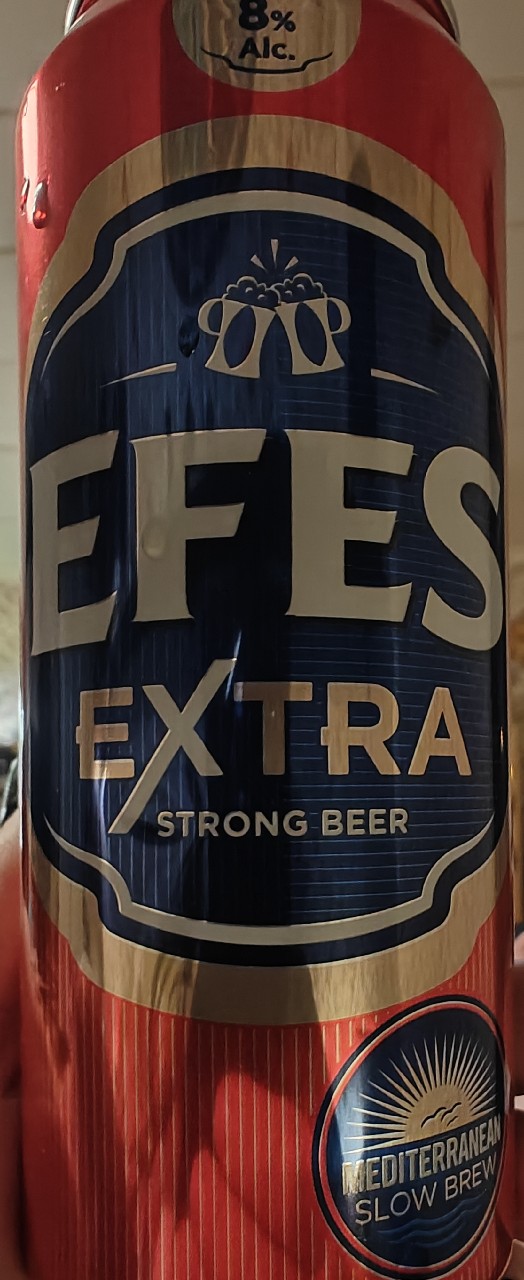 8%
Alc.
EFES
EXTRA
STRONG BEER
MEDITERRANEAN
SLOW BREW